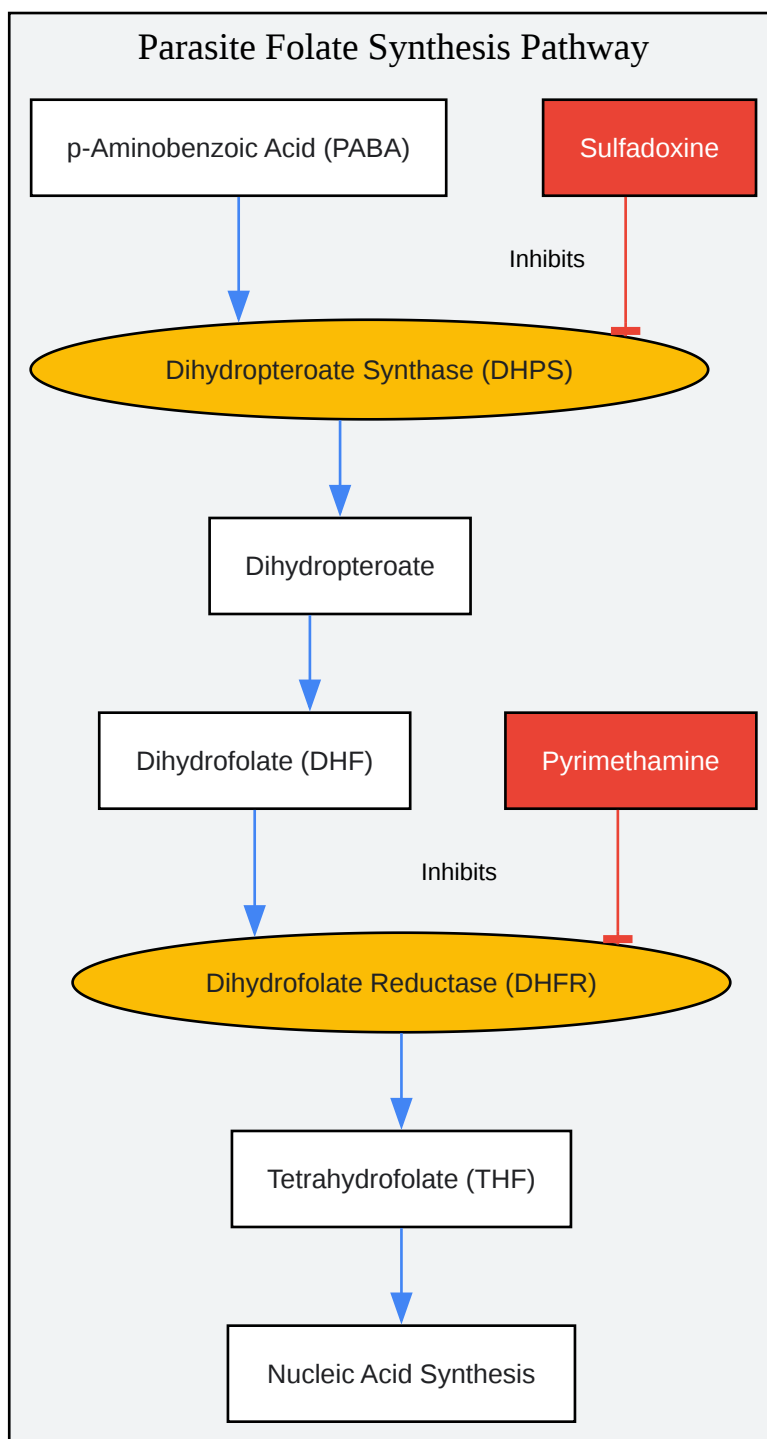 Parasite Folate Synthesis Pathway
p-Aminobenzoic Acid (PABA)
Sulfadoxine
Inhibits
Dihydropteroate Synthase (DHPS)
Dihydropteroate
Dihydrofolate (DHF)
Pyrimethamine
Inhibits
Dihydrofolate Reductase (DHFR)
Tetrahydrofolate (THF)
Nucleic Acid Synthesis